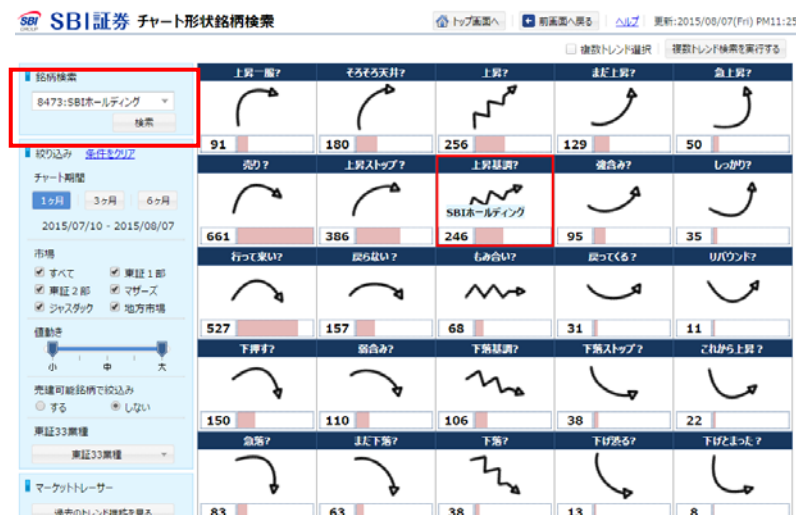 SBI GROUP SBI証券 チャート形状銘柄検索
トップ画面へ 前画面へ戻る ヘルプ 更新:2015/08/07(Fri) PM11:25
複数トレンド選択 複数トレンド検索を実行する
銘柄検索
8473:SBIホールディング
検索
絞り込み 条件をクリア
チャート期間
1ヶ月 3ヶ月 6ヶ月
2015/07/10 - 2015/08/07
市場
すべて 東証1部
東証2部 マザーズ
ジャスダック 地方市場
値動き
小 中 大
売建可能銘柄で絞込み
する しない
東証33業種
東証33業種
マーケットトレーサー
過去のトレンド推移を見る
上昇一服? そろそろ天井? 上昇? まだ上昇? 急上昇?
91 180 256 129 50
売り? 上昇ストップ? 上昇基調? 強含み? しっかり?
SBIホールディング
661 386 246 95 35
行って来い? 戻らない? もみ合い? 戻ってくる? リバウンド?
527 157 68 31 11
下押す? 弱含み? 下落基調? 下落ストップ? これから上昇?
150 110 106 38 22
急落? まだ下落? 下落? 下げ渋る? 下げとまった?
83 63 38 13 8